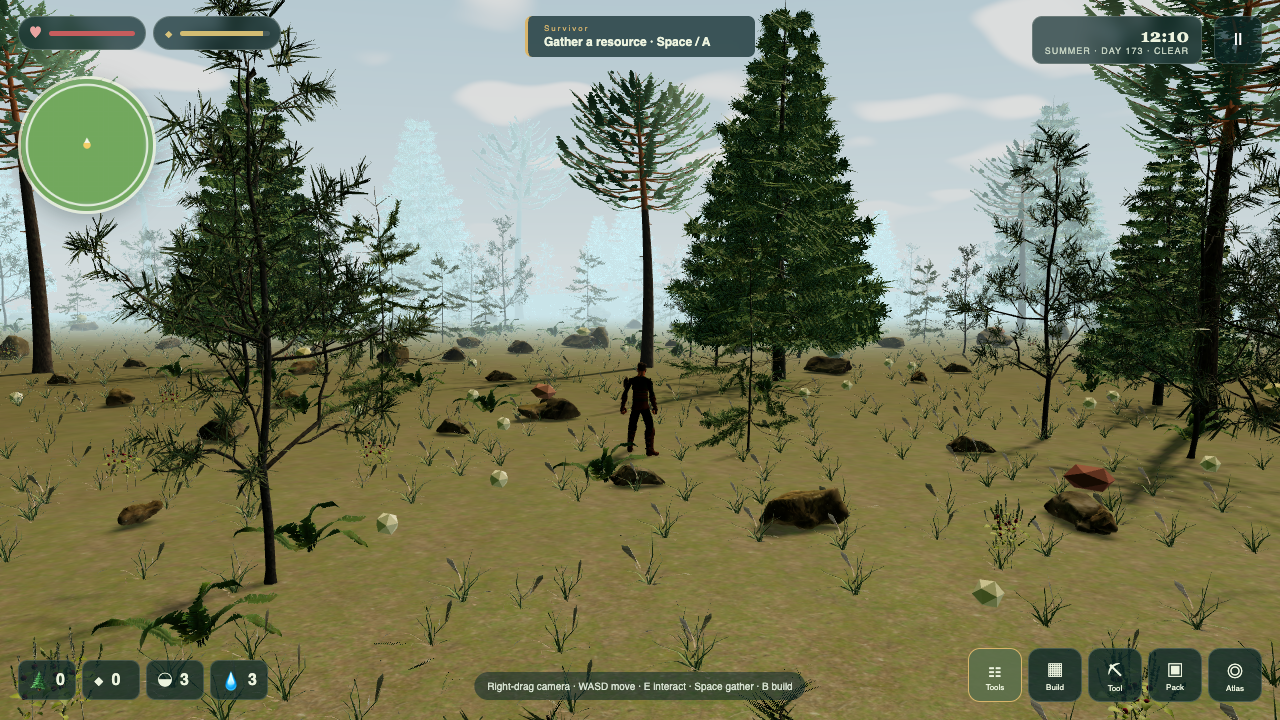 Survivor
Gather a resource · Space / A
12:10
SUMMER · DAY 173 · CLEAR
0
0
3
3
Right-drag camera · WASD move · E interact · Space gather · B build
Tools
Build
Tool
Pack
Atlas